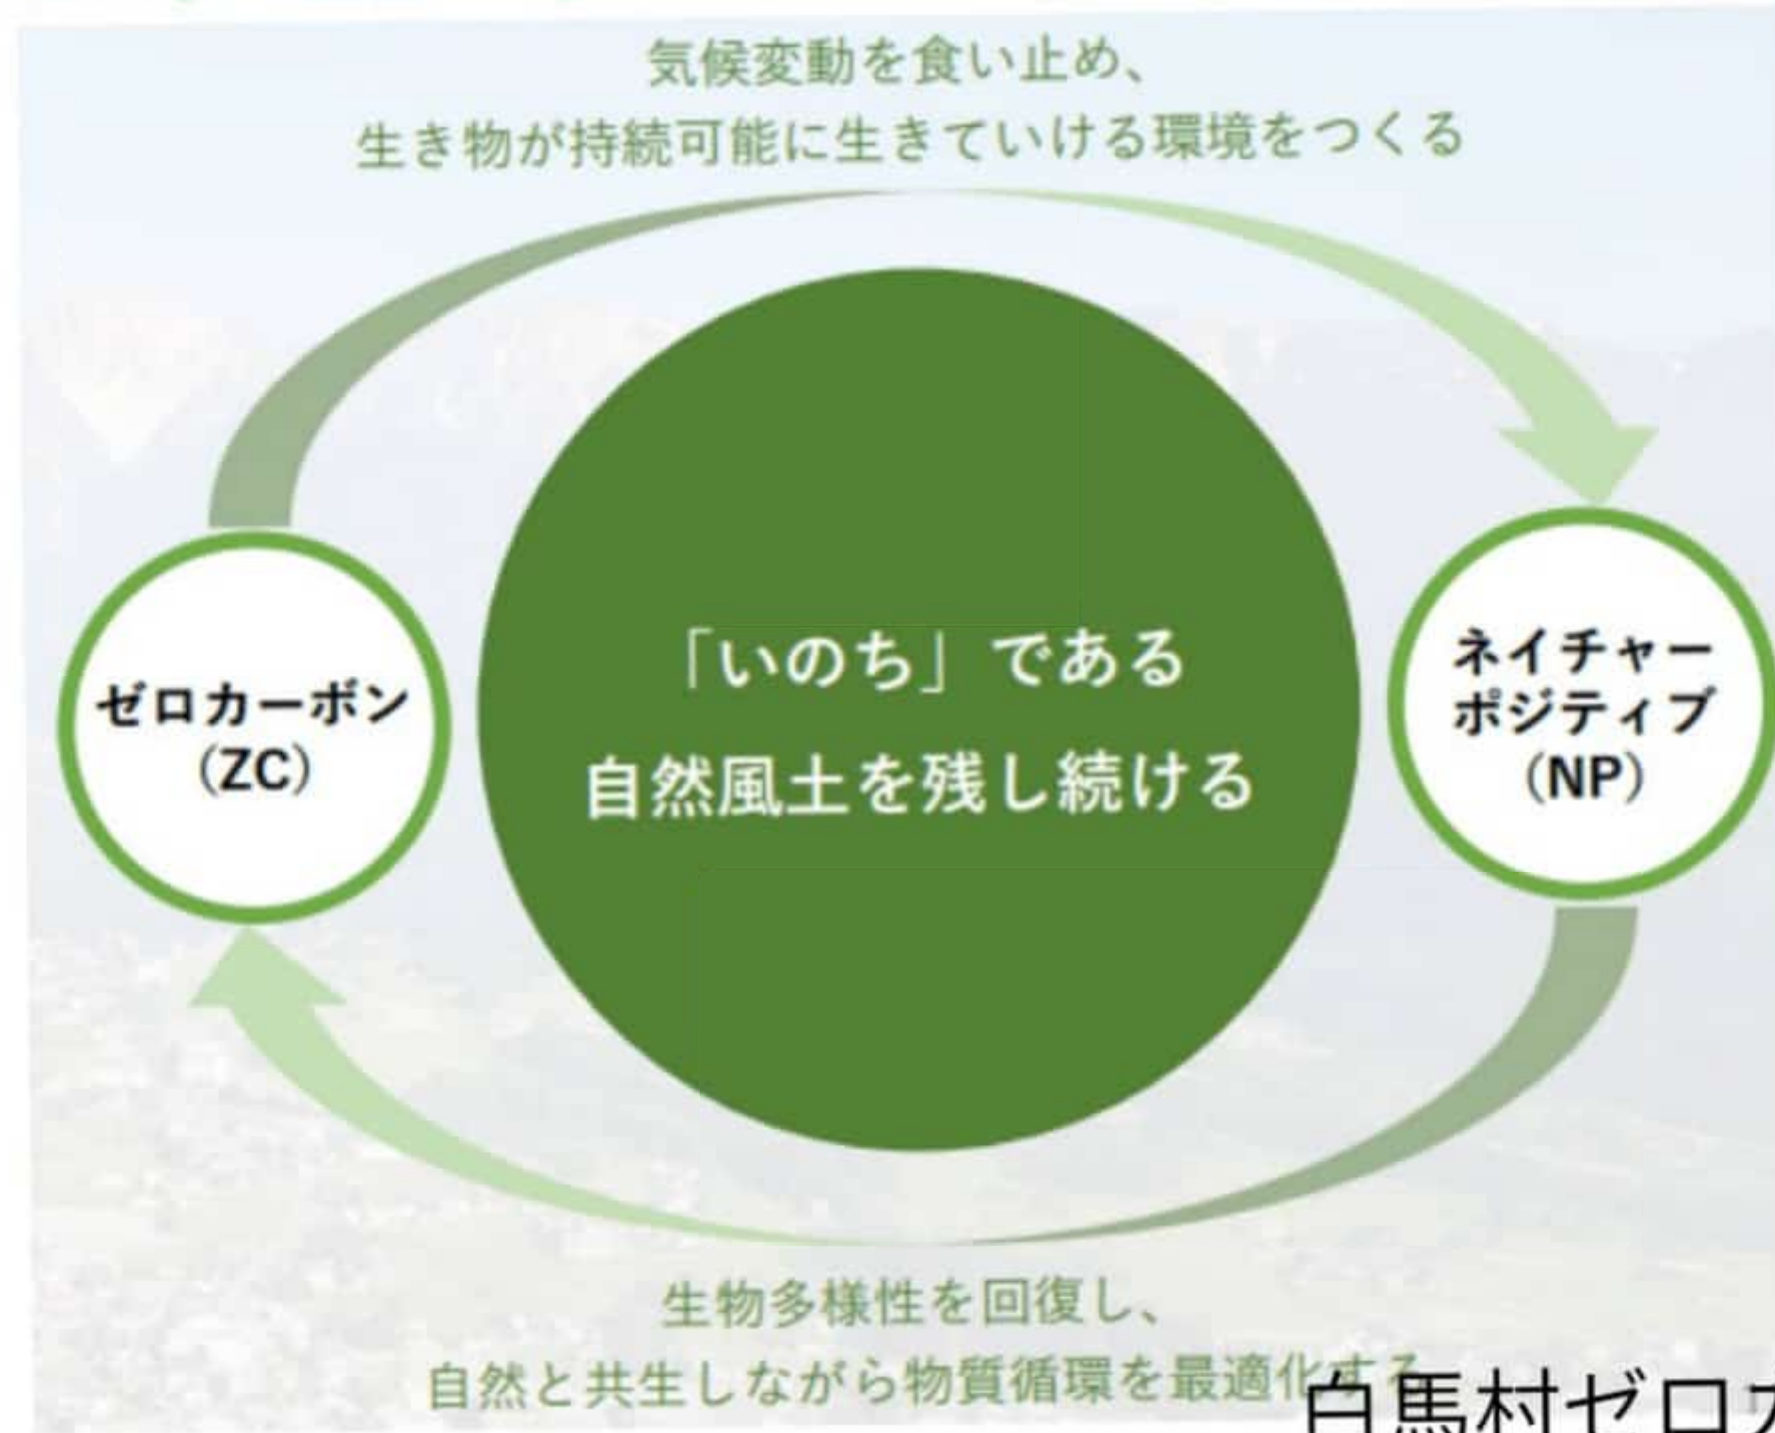 気候変動を食い止め、
生き物が持続可能に生きていける環境をつくる
「いのち」である
自然風土を残し続ける
ゼロカーボン
（ZC）
ネイチャー
ポジティブ
（NP）
生物多様性を回復し、
自然と共生しながら物質循環を最適化する
白馬村ゼロカ